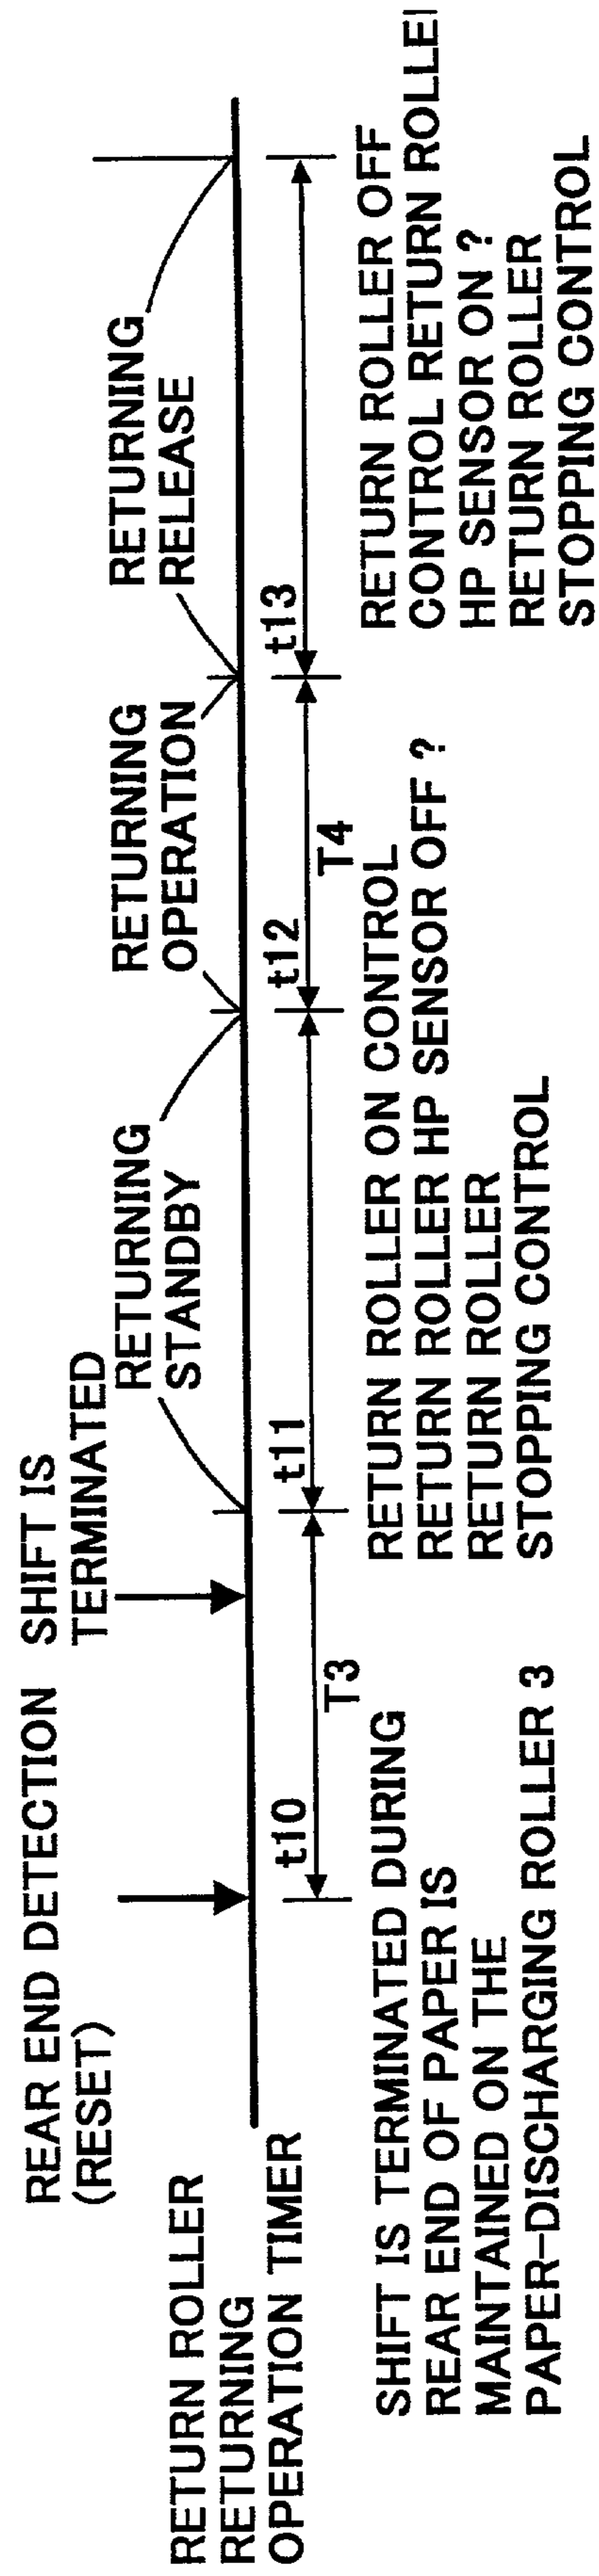 REAR END DETECTION
(RESET)
SHIFT IS
TERMINATED
RETURNING
STANDBY
RETURNING
OPERATION
RETURNING
RELEASE
RETURN ROLLER
RETURNING
OPERATION TIMER
t10
T3
t11
t12
T4
t13
SHIFT IS TERMINATED DURING
REAR END OF PAPER IS
MAINTAINED ON THE
PAPER-DISCHARGING ROLLER 3
RETURN ROLLER ON CONTROL
RETURN ROLLER HP SENSOR OFF ?
RETURN ROLLER
STOPPING CONTROL
RETURN ROLLER OFF
CONTROL RETURN ROLLE
HP SENSOR ON ?
RETURN ROLLER
STOPPING CONTROL